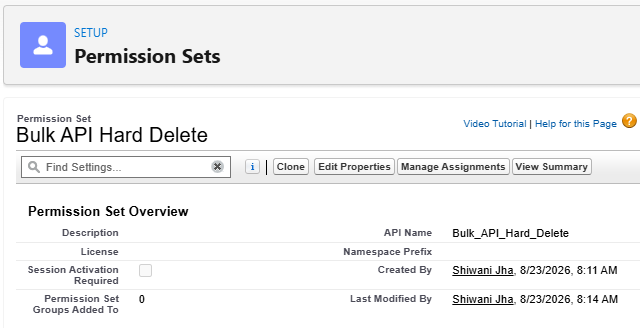 SETUP
Permission Sets
Permission Set
Bulk API Hard Delete
Video Tutorial | Help for this Page ?
Find Settings...
i | Clone Edit Properties Manage Assignments View Summary
Permission Set Overview
Description API Name Bulk_API_Hard_Delete
License Namespace Prefix
Session Activation Required Created By Shiwani Jha, 8/23/2026, 8:11 AM
Permission Set Groups Added To 0 Last Modified By Shiwani Jha, 8/23/2026, 8:14 AM